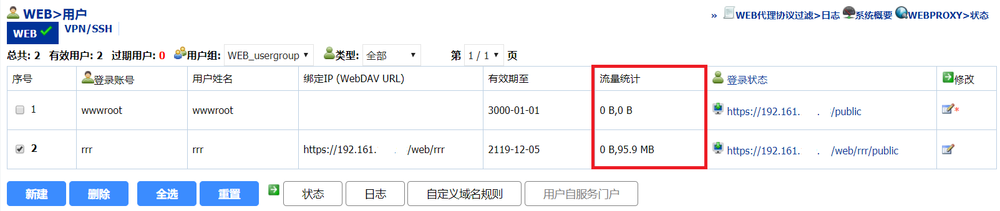 WEB>用户
» WEB代理协议过滤>日志 系统概要 WEBPROXY>状态
WEB VPN/SSH
总共: 2 有效用户: 2 过期用户: 0 用户组: WEB_usergroup 类型: 全部 第 1 / 1 页
序号 登录账号 用户姓名 绑定IP (WebDAV URL) 有效期至 流量统计 登录状态 修改
1 wwwroot wwwroot 3000-01-01 0 B,0 B https://192.161. . /public *
2 rrr rrr https://192.161. . /web/rrr 2119-12-05 0 B,95.9 MB https://192.161. . /web/rrr/public
新建 删除 全选 重置 状态 日志 自定义域名规则 用户自服务门户